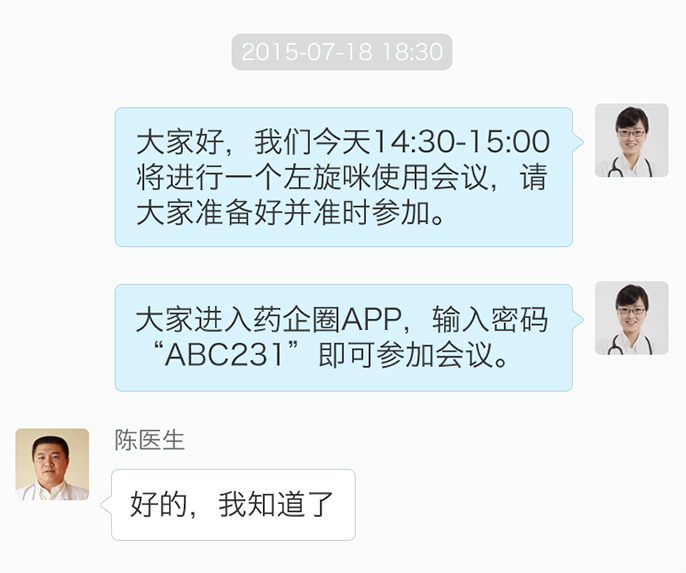 2015-07-18 18:30
大家好，我们今天14:30-15:00
将进行一个左旋咪使用会议，请
大家准备好并准时参加。
大家进入药企圈APP，输入密码
“ABC231”即可参加会议。
陈医生
好的，我知道了